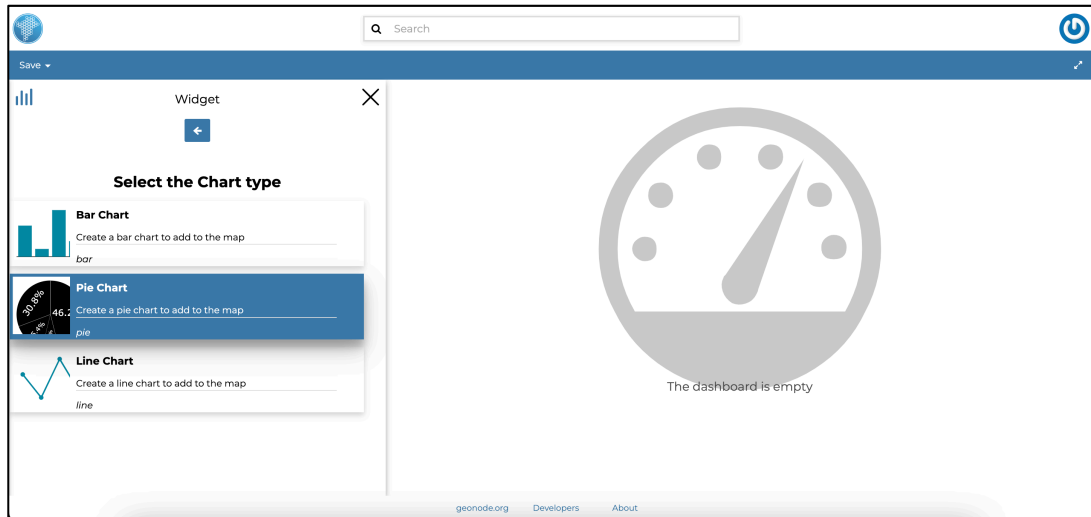 Search
Save
Widget
Select the Chart type
Bar Chart
Create a bar chart to add to the map
bar
30.8%
46.2
Pie Chart
Create a pie chart to add to the map
pie
Line Chart
Create a line chart to add to the map
line
The dashboard is empty
geonode.org Developers About